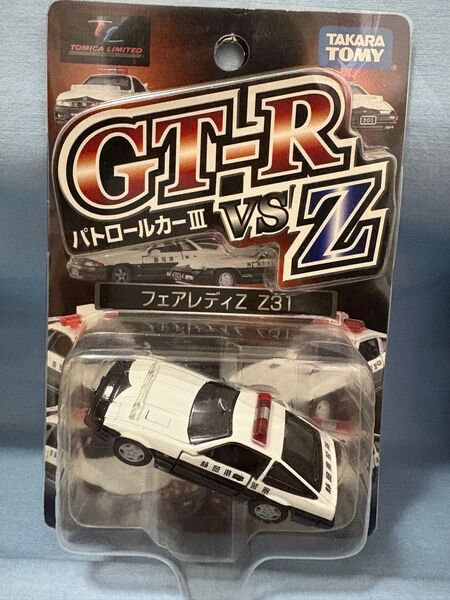 TOMICA LIMITED
TAKARA
TOMY
GT-R
パトロールカーⅢ
VS
Z
フェアレディZ Z31
静岡県警察